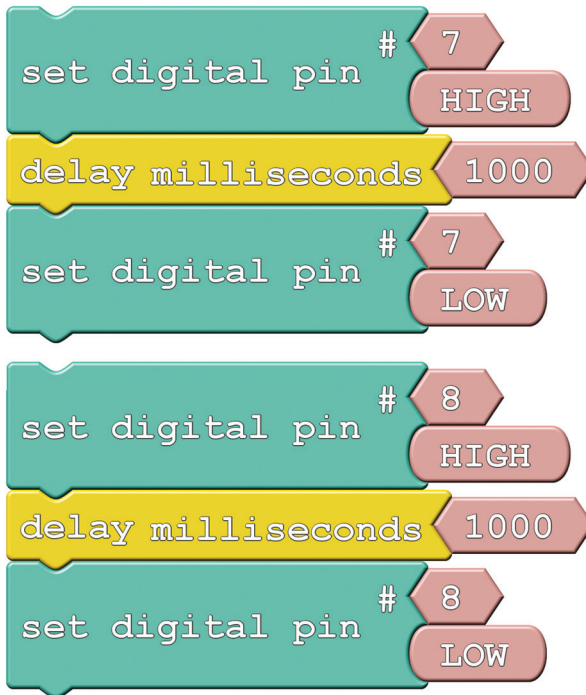 # 7
set digital pin
HIGH
delay milliseconds 1000
# 7
set digital pin
LOW
# 8
set digital pin
HIGH
delay milliseconds 1000
# 8
set digital pin
LOW